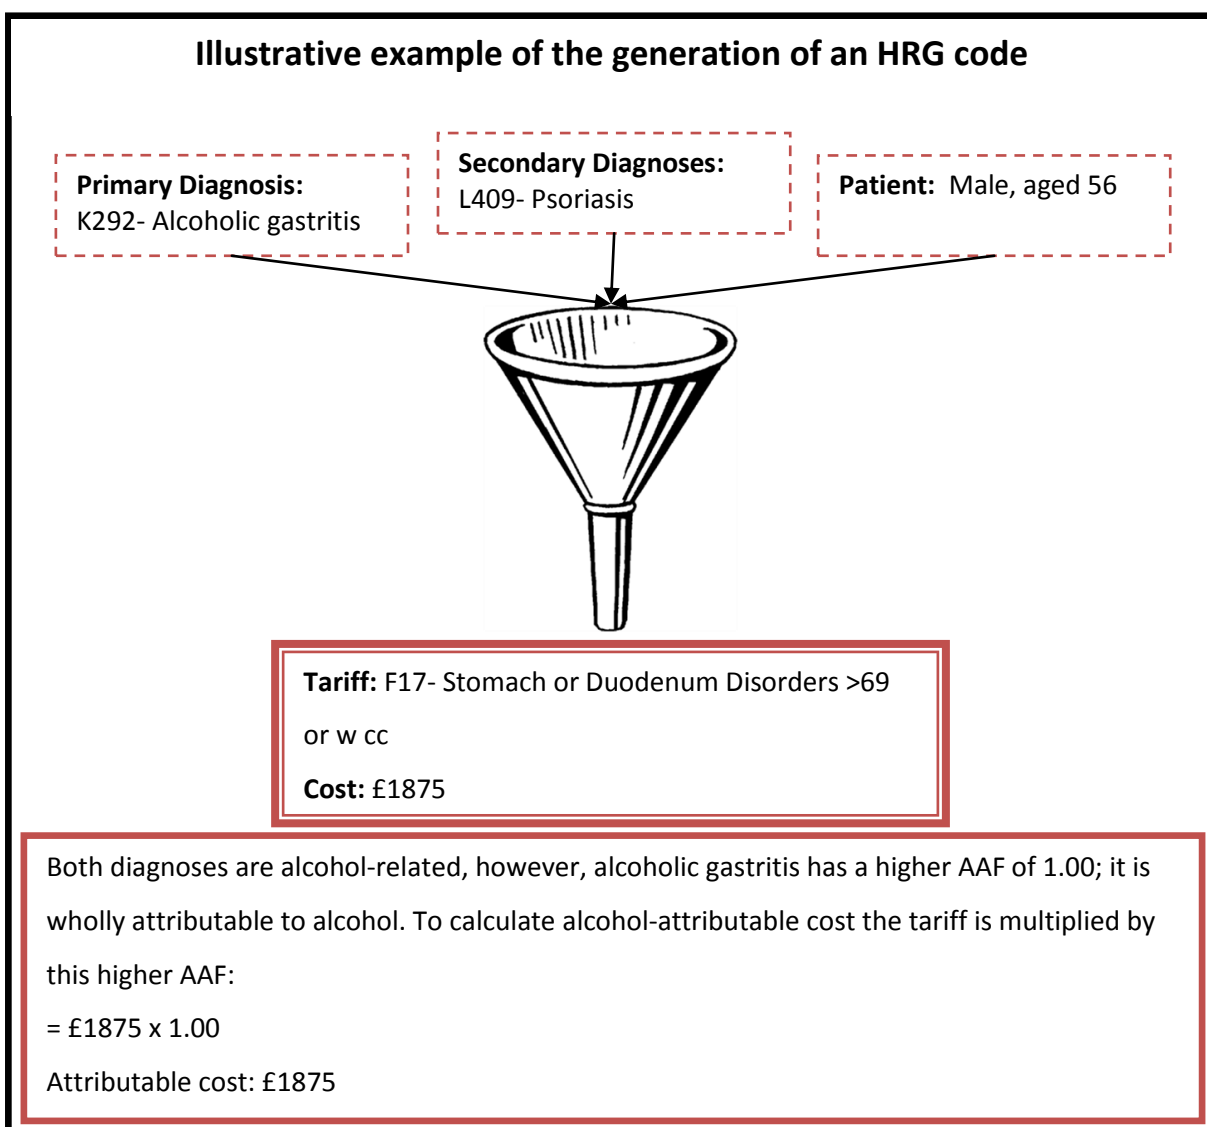 Illustrative example of the generation of an HRG code
Primary Diagnosis:
K292- Alcoholic gastritis
Secondary Diagnoses:
L409- Psoriasis
Patient:  Male, aged 56
Tariff: F17- Stomach or Duodenum Disorders >69
or w cc
Cost: £1875
Both diagnoses are alcohol-related, however, alcoholic gastritis has a higher AAF of 1.00; it is
wholly attributable to alcohol. To calculate alcohol-attributable cost the tariff is multiplied by
this higher AAF:
= £1875 x 1.00
Attributable cost: £1875